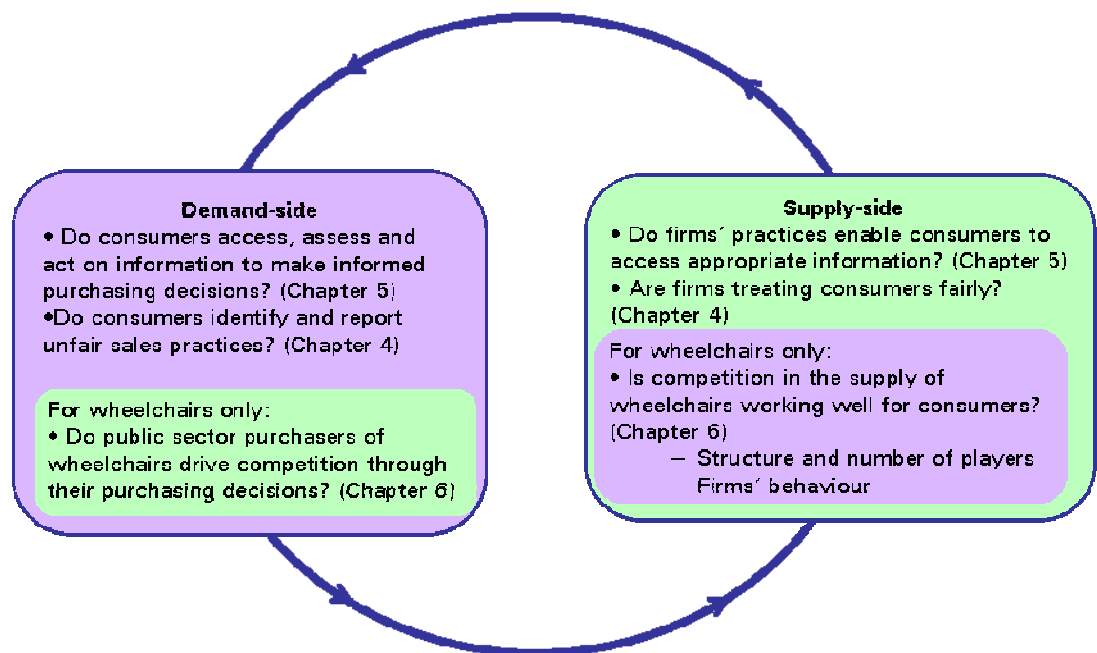 Demand-side
• Do consumers access, assess and
act on information to make informed
purchasing decisions? (Chapter 5)
•Do consumers identify and report
unfair sales practices? (Chapter 4)
For wheelchairs only:
• Do public sector purchasers of
wheelchairs drive competition through
their purchasing decisions? (Chapter 6)
Supply-side
• Do firms´ practices enable consumers to
access appropriate information? (Chapter 5)
• Are firms treating consumers fairly?
(Chapter 4)
For wheelchairs only:
• Is competition in the supply of
wheelchairs working well for consumers?
(Chapter 6)
– Structure and number of players
Firms´ behaviour